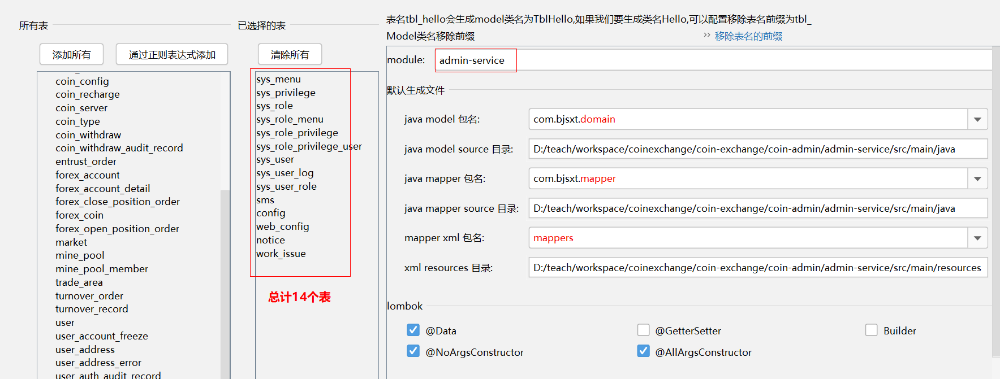 所有表
添加所有
通过正则表达式添加
coin_config
coin_recharge
coin_server
coin_type
coin_withdraw
coin_withdraw_audit_record
entrust_order
forex_account
forex_account_detail
forex_close_position_order
forex_coin
forex_open_position_order
market
mine_pool
mine_pool_member
trade_area
turnover_order
turnover_record
user
user_account_freeze
user_address
user_address_error
user_auth_audit_record
已选择的表
清除所有
sys_menu
sys_privilege
sys_role
sys_role_menu
sys_role_privilege
sys_role_privilege_user
sys_user
sys_user_log
sys_user_role
sms
config
web_config
notice
work_issue
总计14个表
表名tbl_hello会生成model类名为TblHello,如果我们要生成类名Hello,可以配置移除表名前缀为tbl_
Model类名移除前缀 >> 移除表名的前缀
module: admin-service
默认生成文件
java model 包名: com.bjsxt.domain
java model source 目录: D:/teach/workspace/coinexchange/coin-exchange/coin-admin/admin-service/src/main/java
java mapper 包名: com.bjsxt.mapper
java mapper source 目录: D:/teach/workspace/coinexchange/coin-exchange/coin-admin/admin-service/src/main/java
mapper xml 包名: mappers
xml resources 目录: D:/teach/workspace/coinexchange/coin-exchange/coin-admin/admin-service/src/main/resources
lombok
@Data @GetterSetter Builder
@NoArgsConstructor @AllArgsConstructor